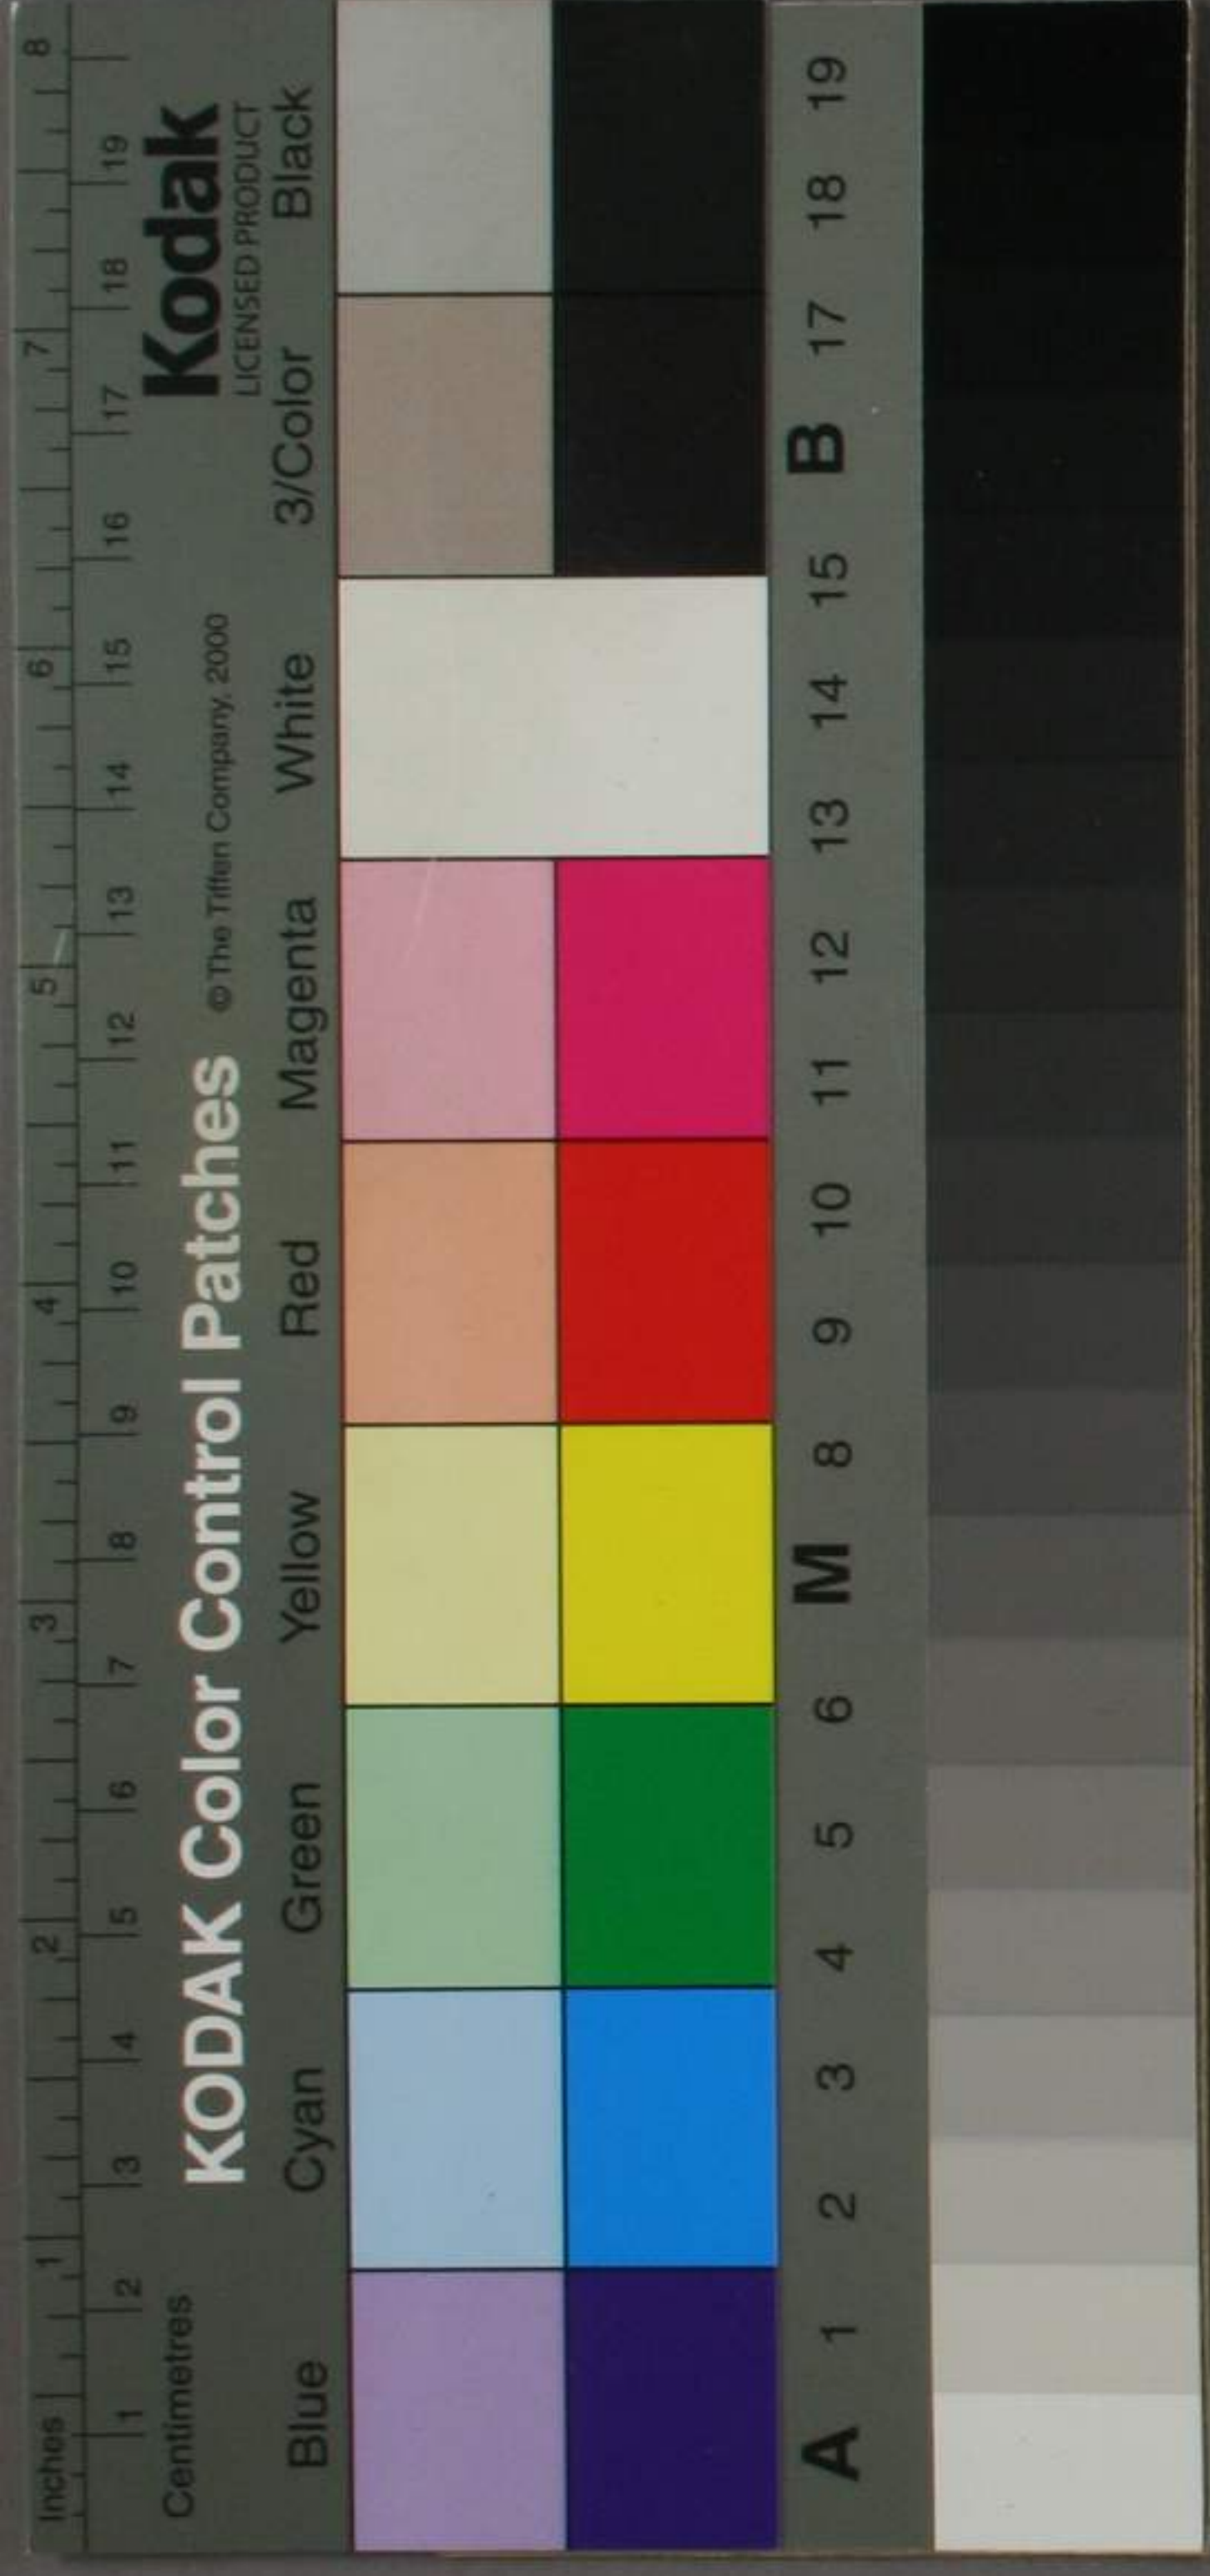 Inches 1 2 3 4 5 6 7 8
1 2 3 4 5 6 7 8 9 10 11 12 13 14 15 16 17 18 19
Centimetres
KODAK Color Control Patches © The Tiffen Company, 2000 Kodak
LICENSED PRODUCT
Blue Cyan Green Yellow Red Magenta White 3/Color Black
A 1 2 3 4 5 6 M 8 9 10 11 12 13 14 15 B 17 18 19